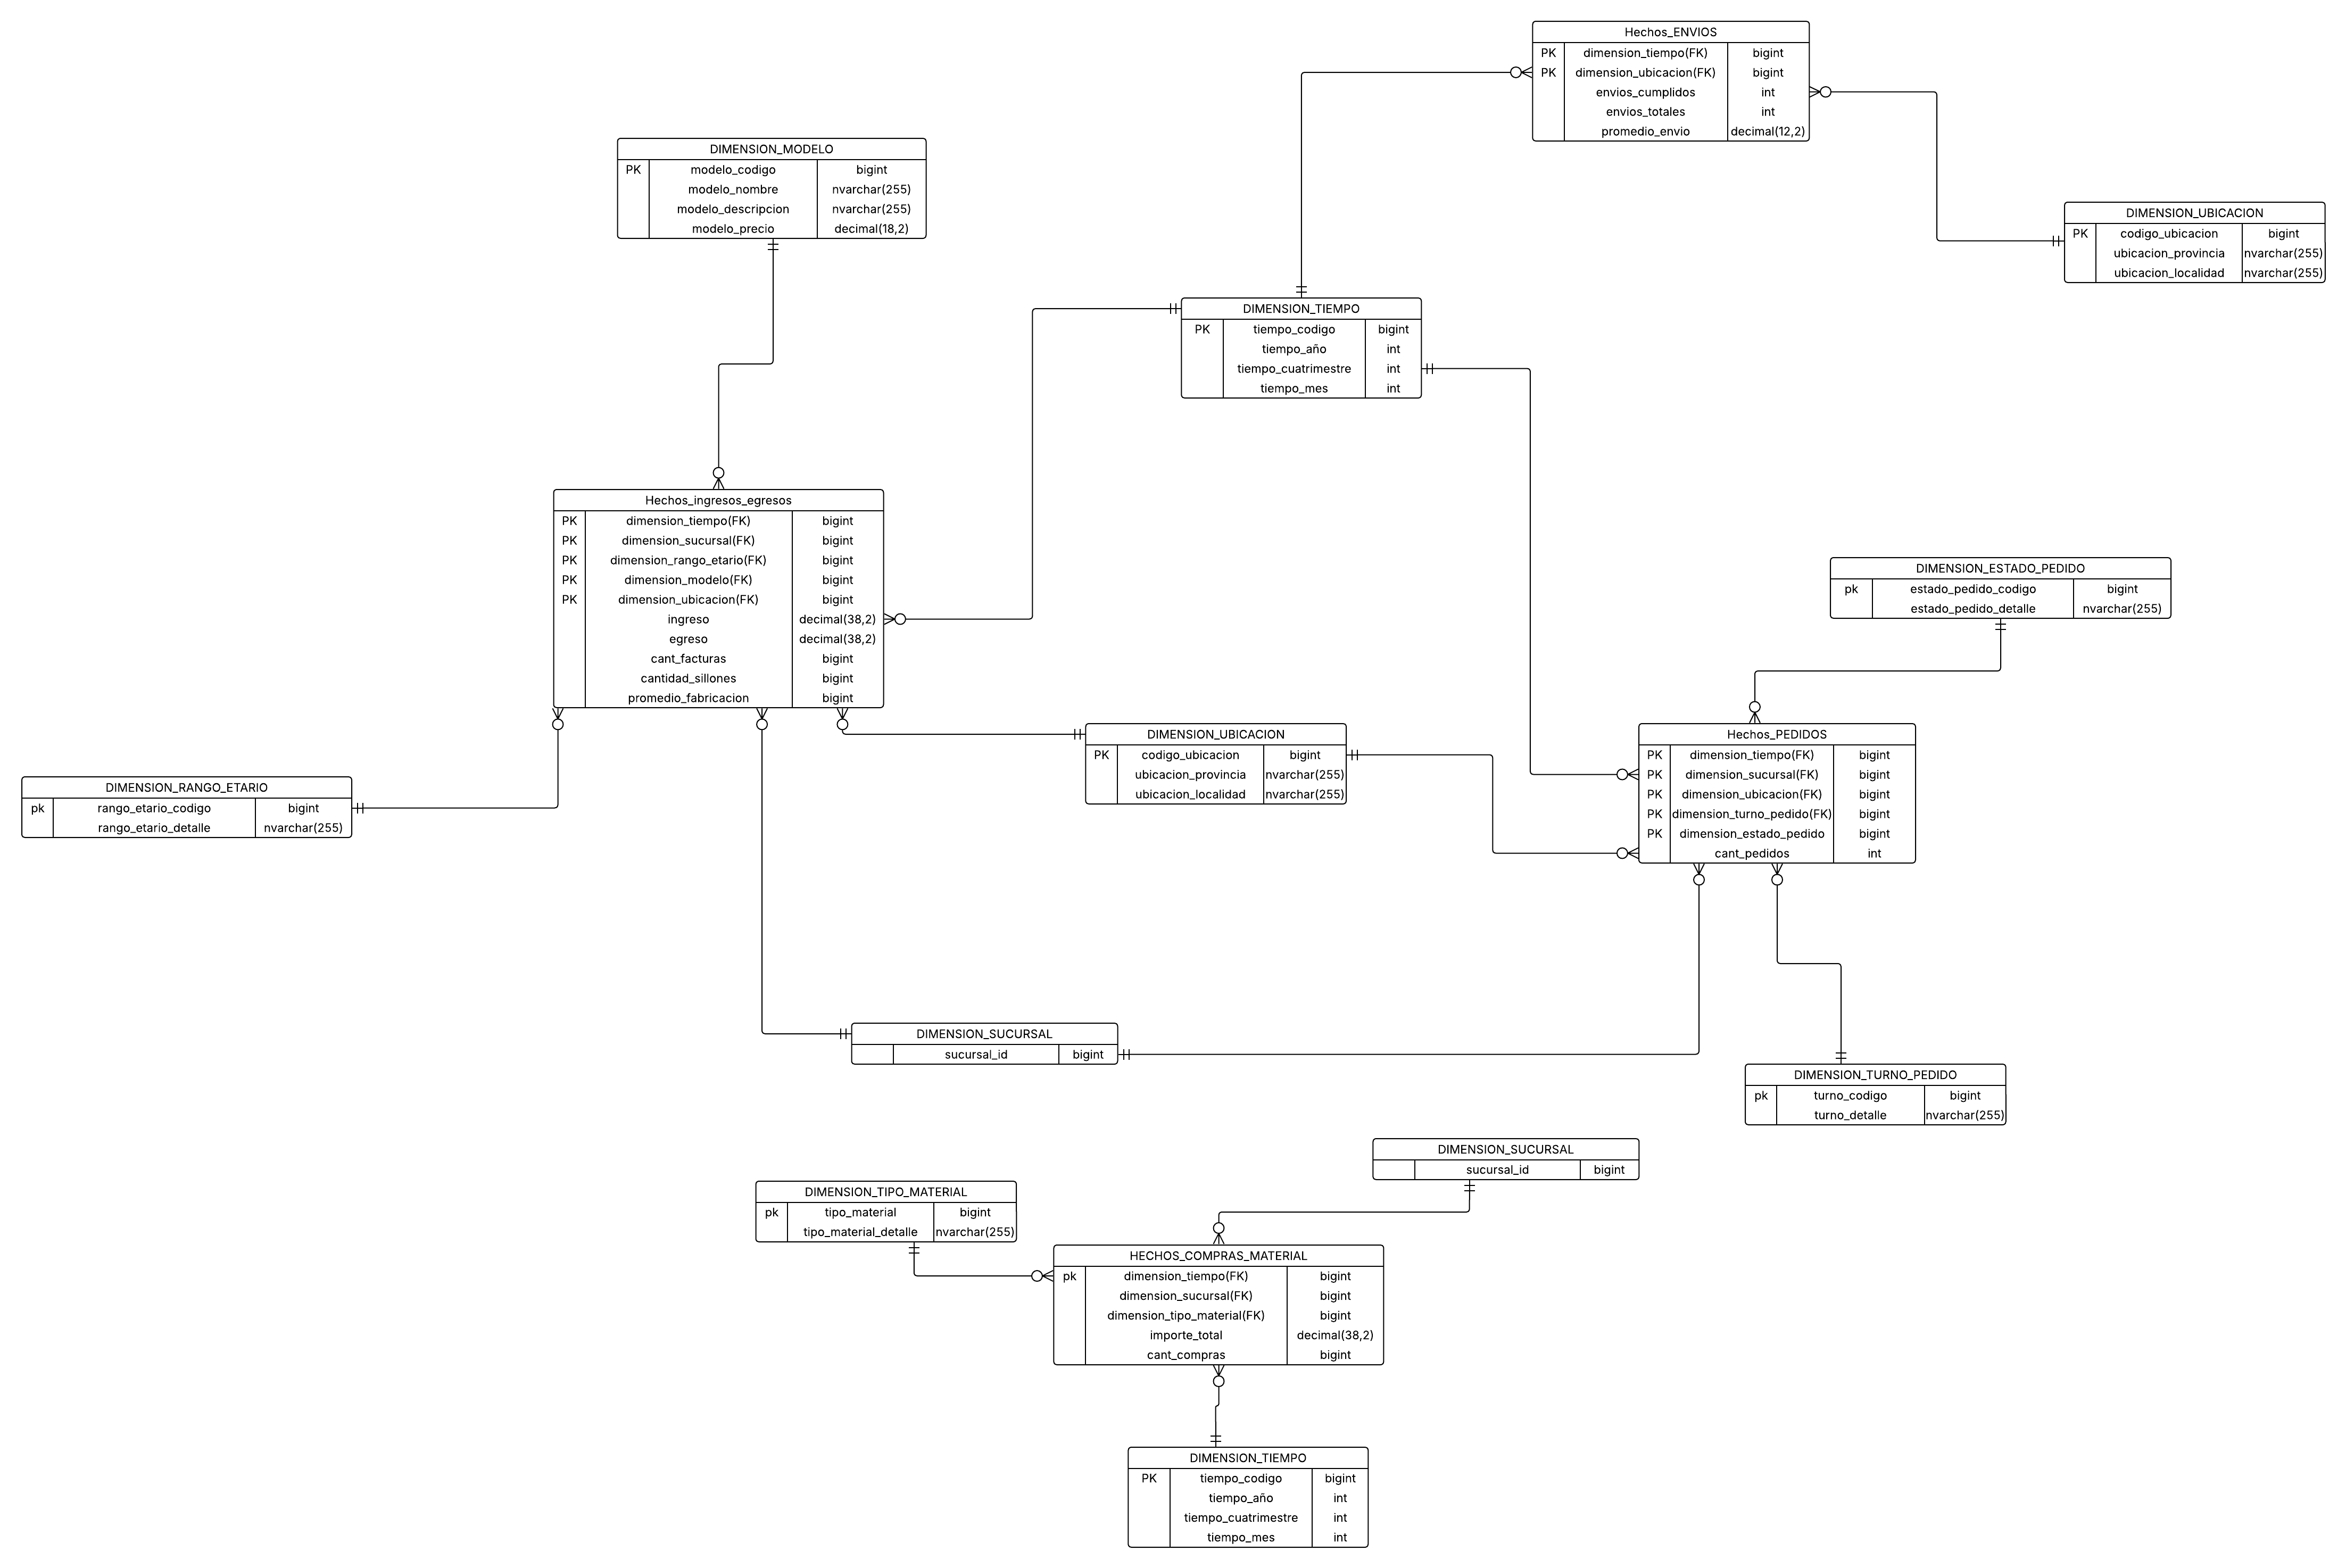 Hechos_ENVIOS
PK dimension_tiempo(FK) bigint
PK dimension_ubicacion(FK) bigint
envios_cumplidos int
envios_totales int
promedio_envio decimal(12,2)
DIMENSION_MODELO
PK modelo_codigo bigint
modelo_nombre nvarchar(255)
modelo_descripcion nvarchar(255)
modelo_precio decimal(18,2)
DIMENSION_UBICACION
PK codigo_ubicacion bigint
ubicacion_provincia nvarchar(255)
ubicacion_localidad nvarchar(255)
DIMENSION_TIEMPO
PK tiempo_codigo bigint
tiempo_año int
tiempo_cuatrimestre int
tiempo_mes int
Hechos_ingresos_egresos
PK dimension_tiempo(FK) bigint
PK dimension_sucursal(FK) bigint
PK dimension_rango_etario(FK) bigint
PK dimension_modelo(FK) bigint
PK dimension_ubicacion(FK) bigint
ingreso decimal(38,2)
egreso decimal(38,2)
cant_facturas bigint
cantidad_sillones bigint
promedio_fabricacion bigint
DIMENSION_ESTADO_PEDIDO
pk estado_pedido_codigo bigint
estado_pedido_detalle nvarchar(255)
DIMENSION_UBICACION
PK codigo_ubicacion bigint
ubicacion_provincia nvarchar(255)
ubicacion_localidad nvarchar(255)
Hechos_PEDIDOS
PK dimension_tiempo(FK) bigint
PK dimension_sucursal(FK) bigint
PK dimension_ubicacion(FK) bigint
PK dimension_turno_pedido(FK) bigint
PK dimension_estado_pedido bigint
cant_pedidos int
DIMENSION_RANGO_ETARIO
pk rango_etario_codigo bigint
rango_etario_detalle nvarchar(255)
DIMENSION_SUCURSAL
sucursal_id bigint
DIMENSION_TURNO_PEDIDO
pk turno_codigo bigint
turno_detalle nvarchar(255)
DIMENSION_SUCURSAL
sucursal_id bigint
DIMENSION_TIPO_MATERIAL
pk tipo_material bigint
tipo_material_detalle nvarchar(255)
HECHOS_COMPRAS_MATERIAL
pk dimension_tiempo(FK) bigint
dimension_sucursal(FK) bigint
dimension_tipo_material(FK) bigint
importe_total decimal(38,2)
cant_compras bigint
DIMENSION_TIEMPO
PK tiempo_codigo bigint
tiempo_año int
tiempo_cuatrimestre int
tiempo_mes int